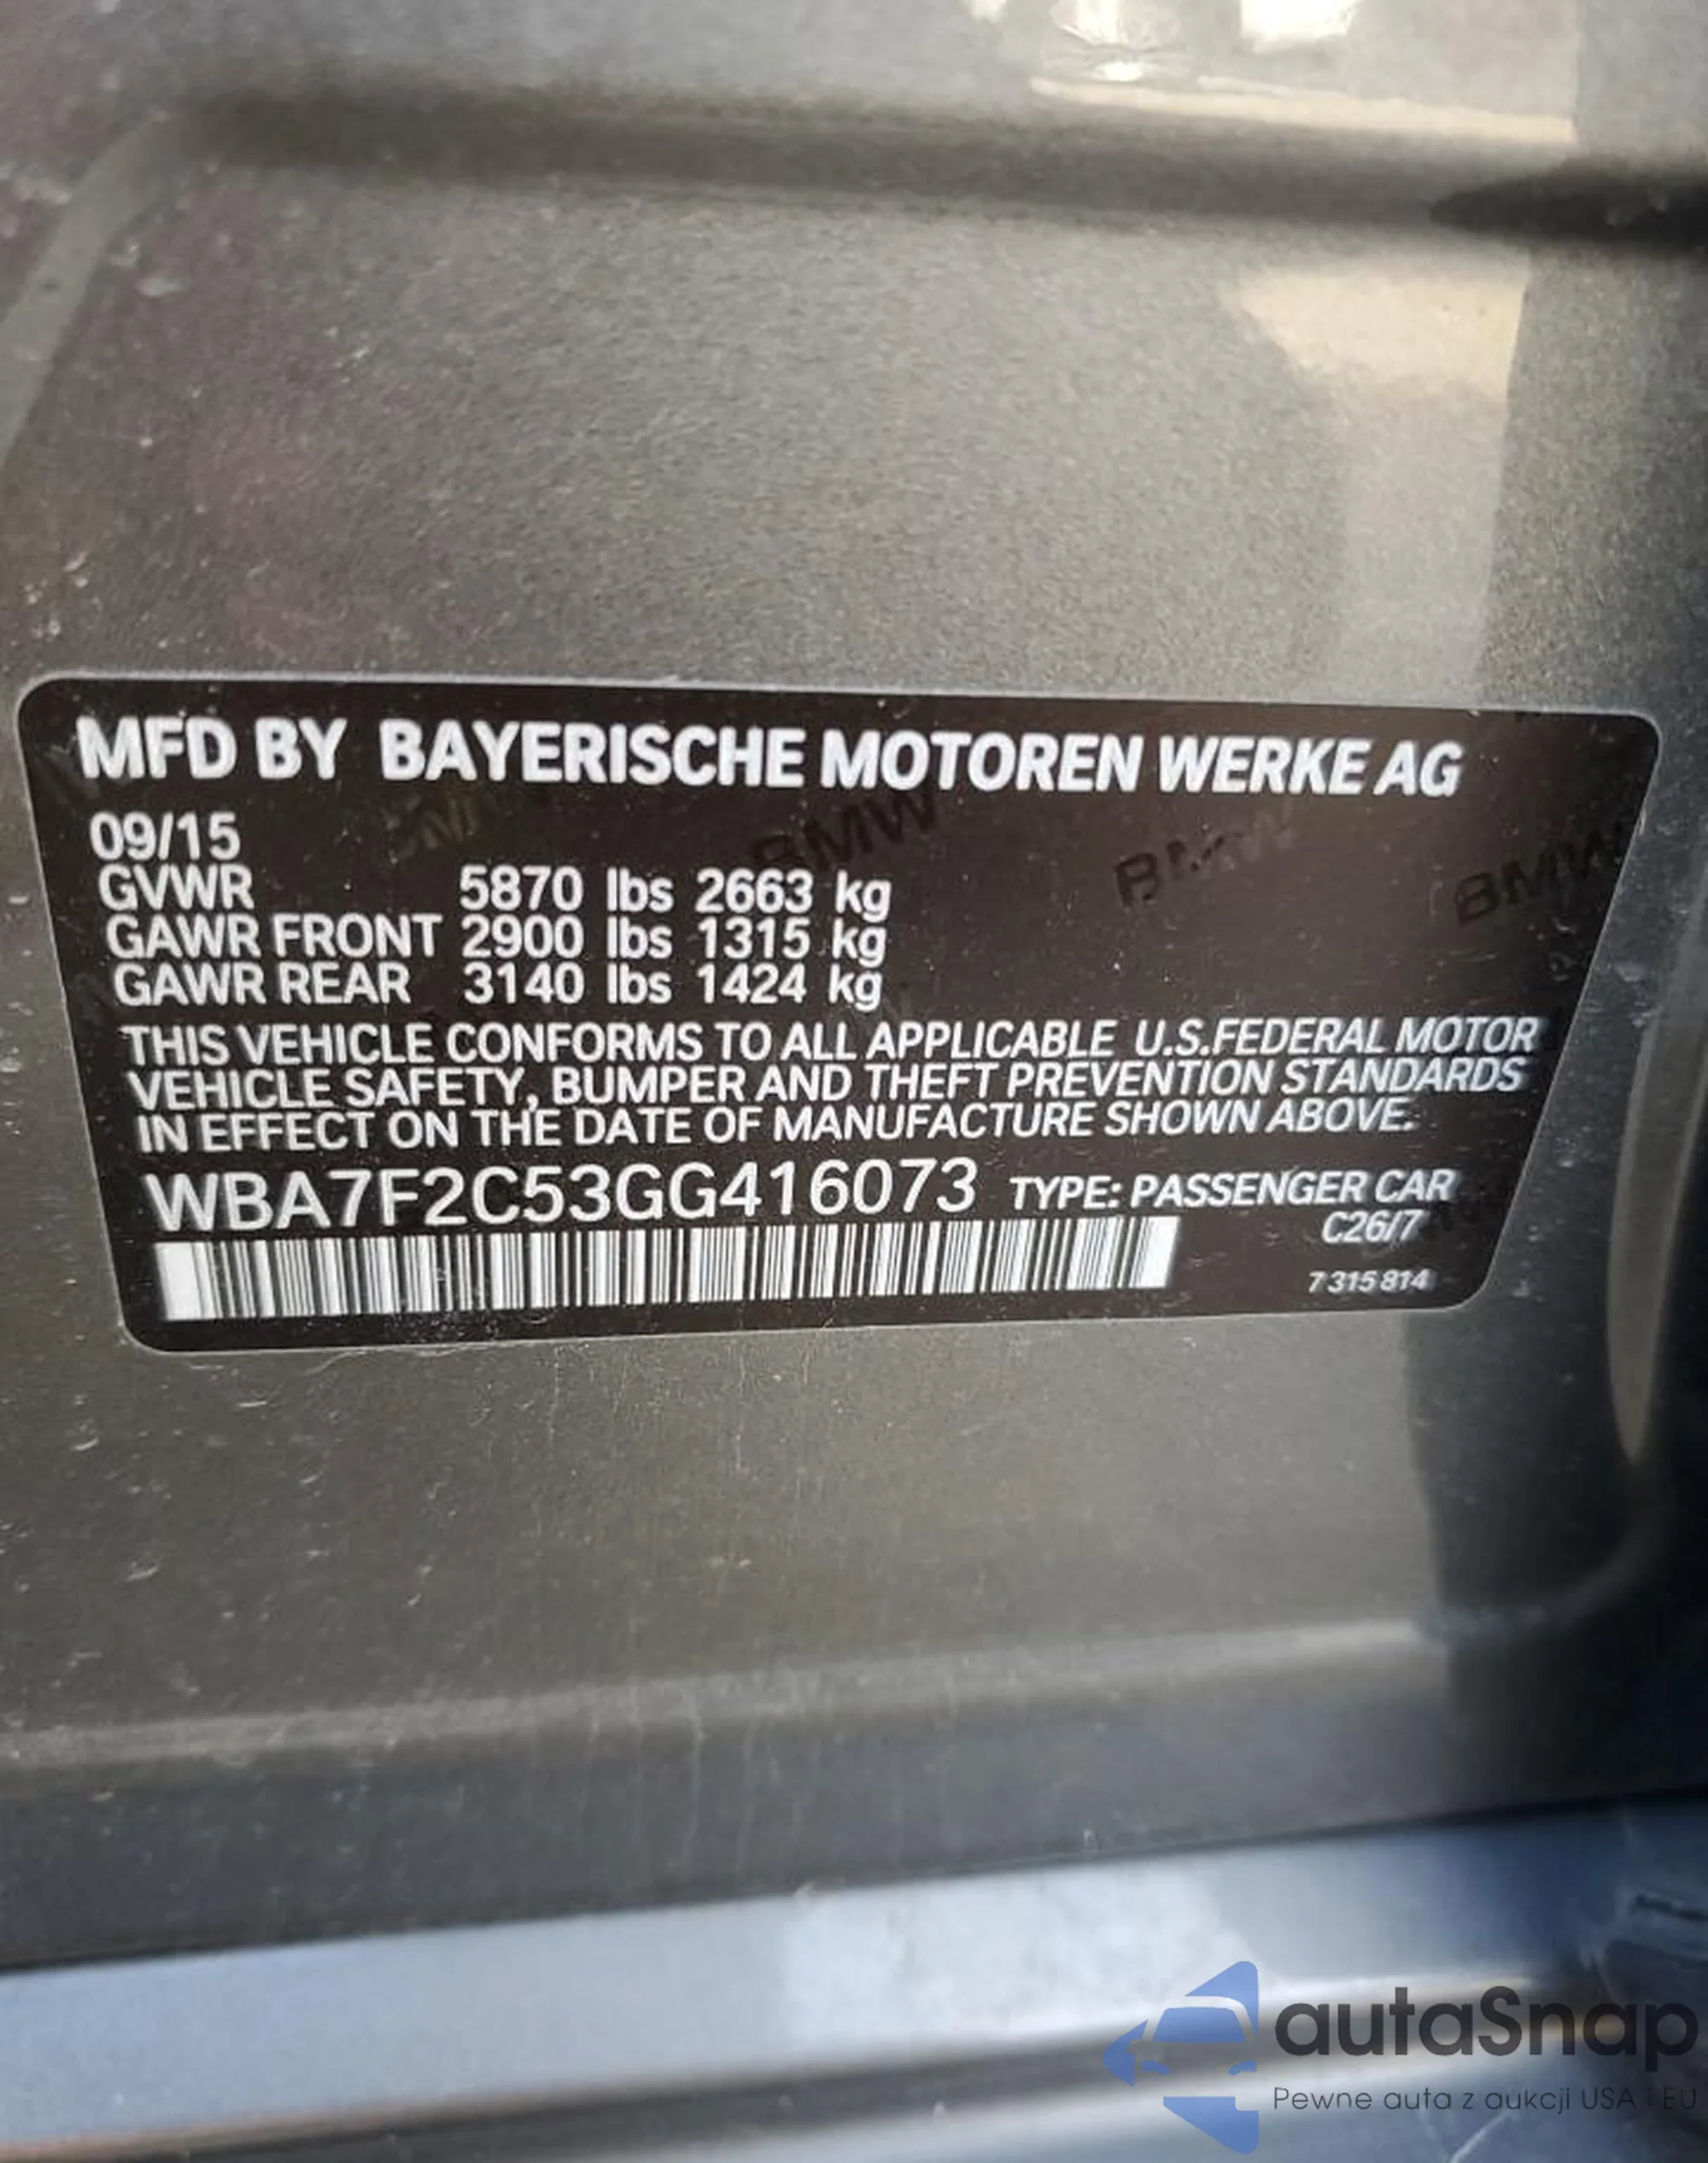 MFD BY BAYERISCHE MOTOREN WERKE AG
09/15
GVWR 5870 lbs 2663 kg
GAWR FRONT 2900 lbs 1315 kg
GAWR REAR 3140 lbs 1424 kg
THIS VEHICLE CONFORMS TO ALL APPLICABLE U.S.FEDERAL MOTOR
VEHICLE SAFETY, BUMPER AND THEFT PREVENTION STANDARDS
IN EFFECT ON THE DATE OF MANUFACTURE SHOWN ABOVE.
WBA7F2C53GG416073 TYPE: PASSENGER CAR
C26/7
7 315 814
BMW BMW BMW
autaSnap
Pewne auta z aukcji USA i EU